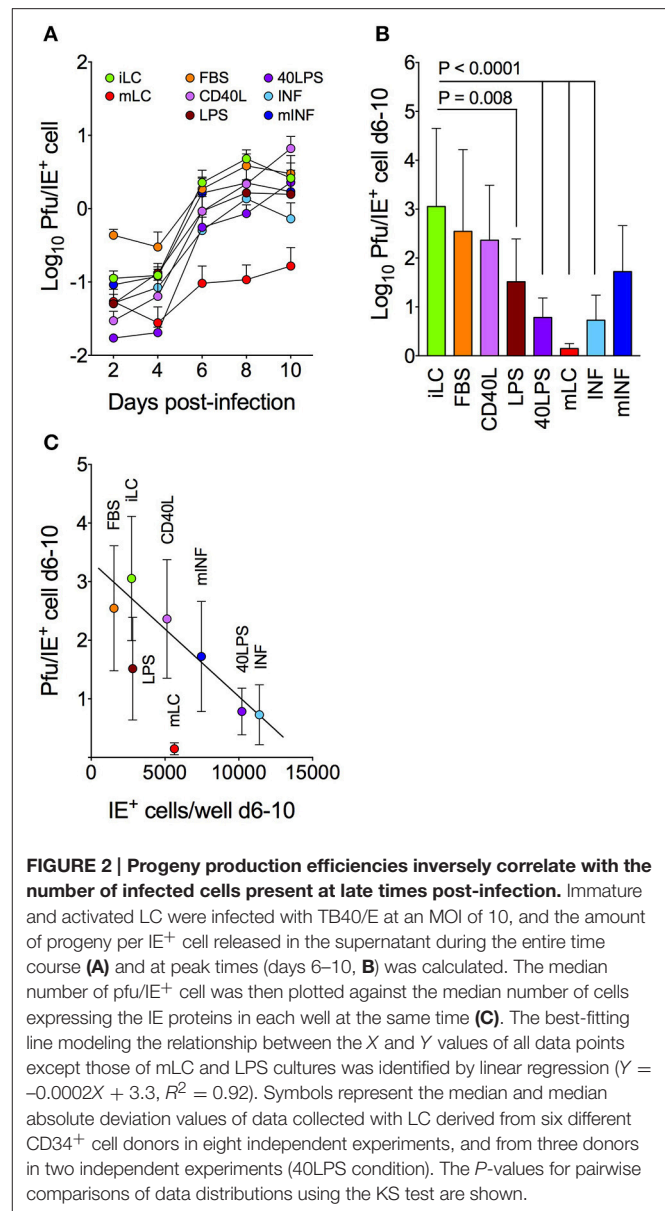 A
iLC
mLC
FBS
CD40L
LPS
40LPS
INF
mINF
Log₁₀ Pfu/IE⁺ cell
1
0
-1
-2
2 4 6 8 10
Days post-infection
B
P < 0.0001
P = 0.008
Log₁₀ Pfu/IE⁺ cell d6-10
6
5
4
3
2
1
0
iLC
FBS
CD40L
LPS
40LPS
mLC
INF
mINF
C
Pfu/IE⁺ cell d6-10
5
4
3
2
1
FBS
iLC
LPS
CD40L
mLC
mINF
40LPS
INF
0 5000 10000 15000
IE⁺ cells/well d6-10
FIGURE 2 | Progeny production efficiencies inversely correlate with the
number of infected cells present at late times post-infection. Immature
and activated LC were infected with TB40/E at an MOI of 10, and the amount
of progeny per IE⁺ cell released in the supernatant during the entire time
course (A) and at peak times (days 6–10, B) was calculated. The median
number of pfu/IE⁺ cell was then plotted against the median number of cells
expressing the IE proteins in each well at the same time (C). The best-fitting
line modeling the relationship between the X and Y values of all data points
except those of mLC and LPS cultures was identified by linear regression (Y =
–0.0002X + 3.3, R² = 0.92). Symbols represent the median and median
absolute deviation values of data collected with LC derived from six different
CD34⁺ cell donors in eight independent experiments, and from three donors
in two independent experiments (40LPS condition). The P-values for pairwise
comparisons of data distributions using the KS test are shown.